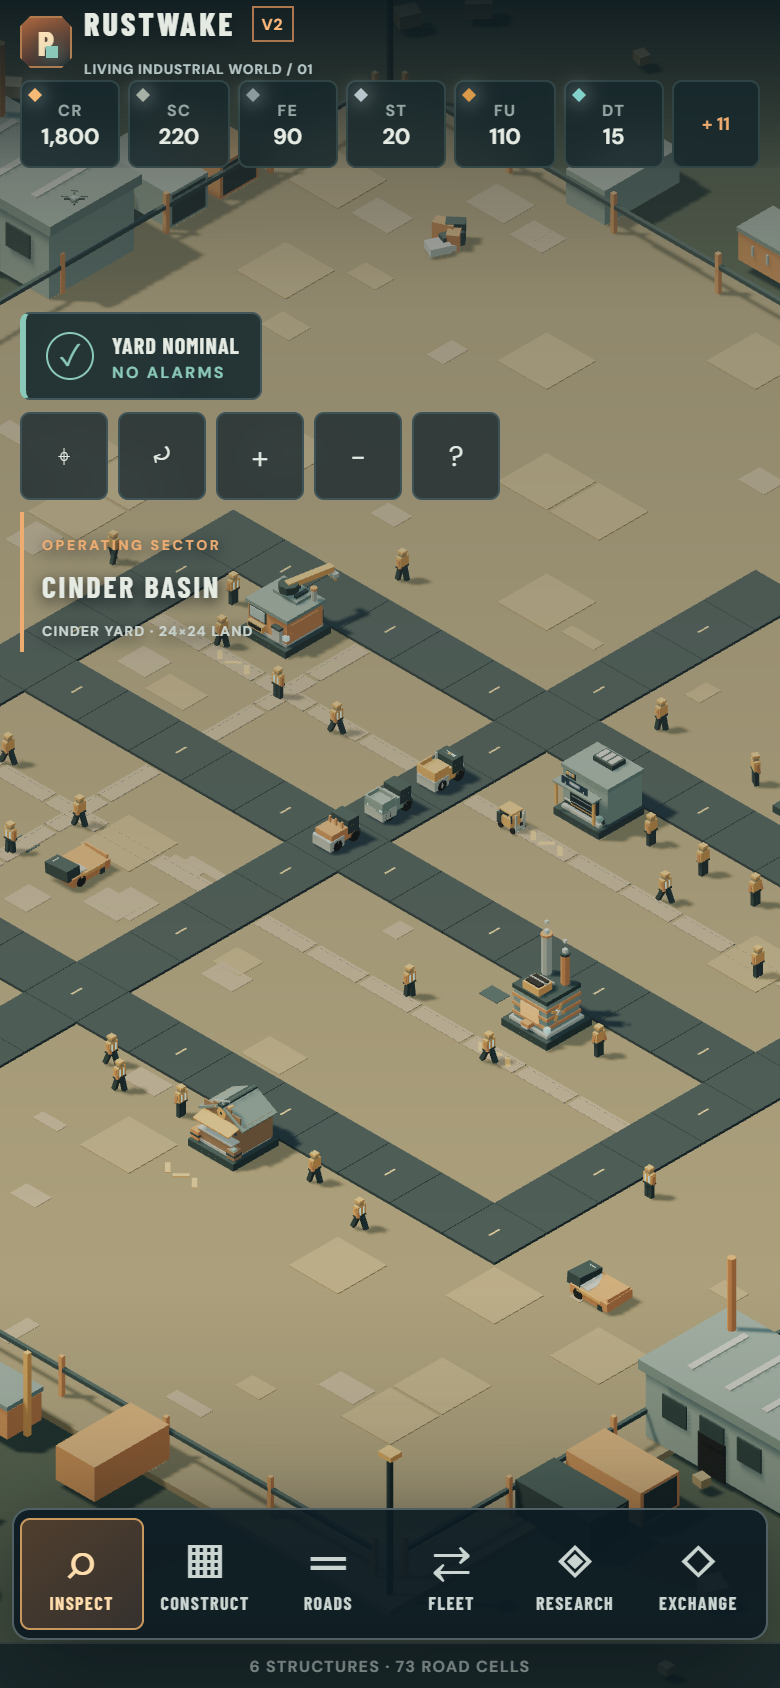 R
RUSTWAKE V2
LIVING INDUSTRIAL WORLD / 01
CR SC FE ST FU DT
1,800 220 90 20 110 15 + 11
YARD NOMINAL
NO ALARMS
+ - ?
OPERATING SECTOR
CINDER BASIN
CINDER YARD · 24×24 LAND
INSPECT CONSTRUCT ROADS FLEET RESEARCH EXCHANGE
6 STRUCTURES · 73 ROAD CELLS